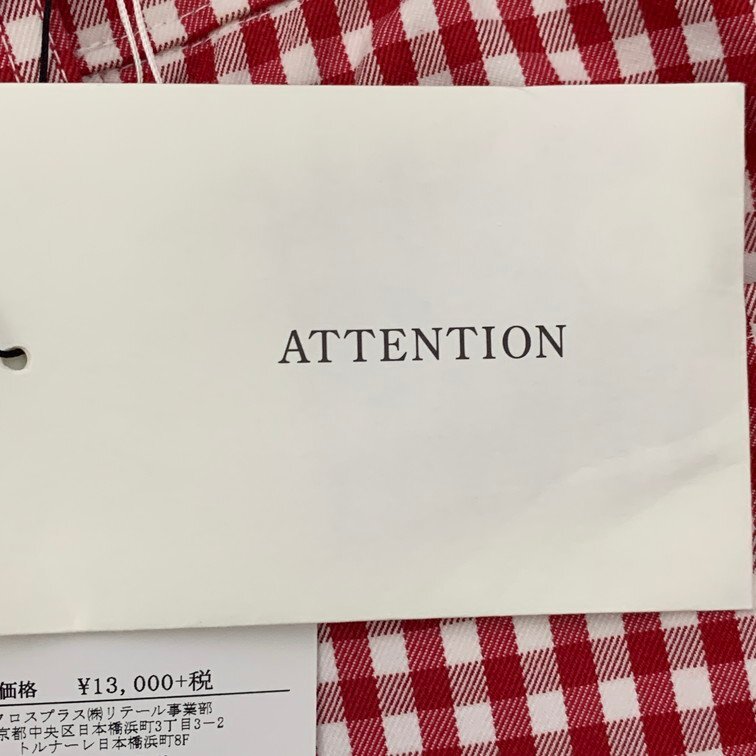 ATTENTION
価格 ¥13,000+税
クロスプラス㈱リテール事業部
京都中央区日本橋浜町3丁目3-2
トルナーレ日本橋浜町8F